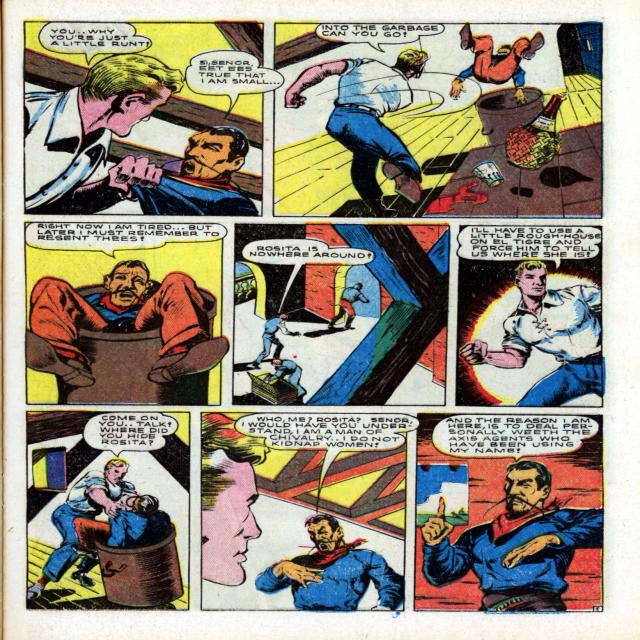 YOU.. WHY
YOU'RE JUST
A LITTLE RUNT!
SI, SENOR
EET EES
TRUE THAT
I AM SMALL...
INTO THE GARBAGE
CAN YOU GO!
RIGHT NOW I AM TIRED... BUT
LATER I MUST REMEMBER TO
RESENT THEES!
ROSITA IS
NOWHERE AROUND!
I'LL HAVE TO USE A
LITTLE ROUGH-HOUSE
ON EL TIGRE AND
FORCE HIM TO TELL
US WHERE SHE IS!
COME ON
YOU.. TALK!
WHERE DID
YOU HIDE
ROSITA?
WHO, ME? ROSITA? SENOR,
I WOULD HAVE YOU UNDER-
STAND, I AM A MAN OF
CHIVALRY... I DO NOT
KIDNAP WOMEN!
AND THE REASON I AM
HERE, IS TO DEAL PER-
SONALLY WEETH THE
AXIS AGENTS WHO
HAVE BEEN USING
MY NAME!